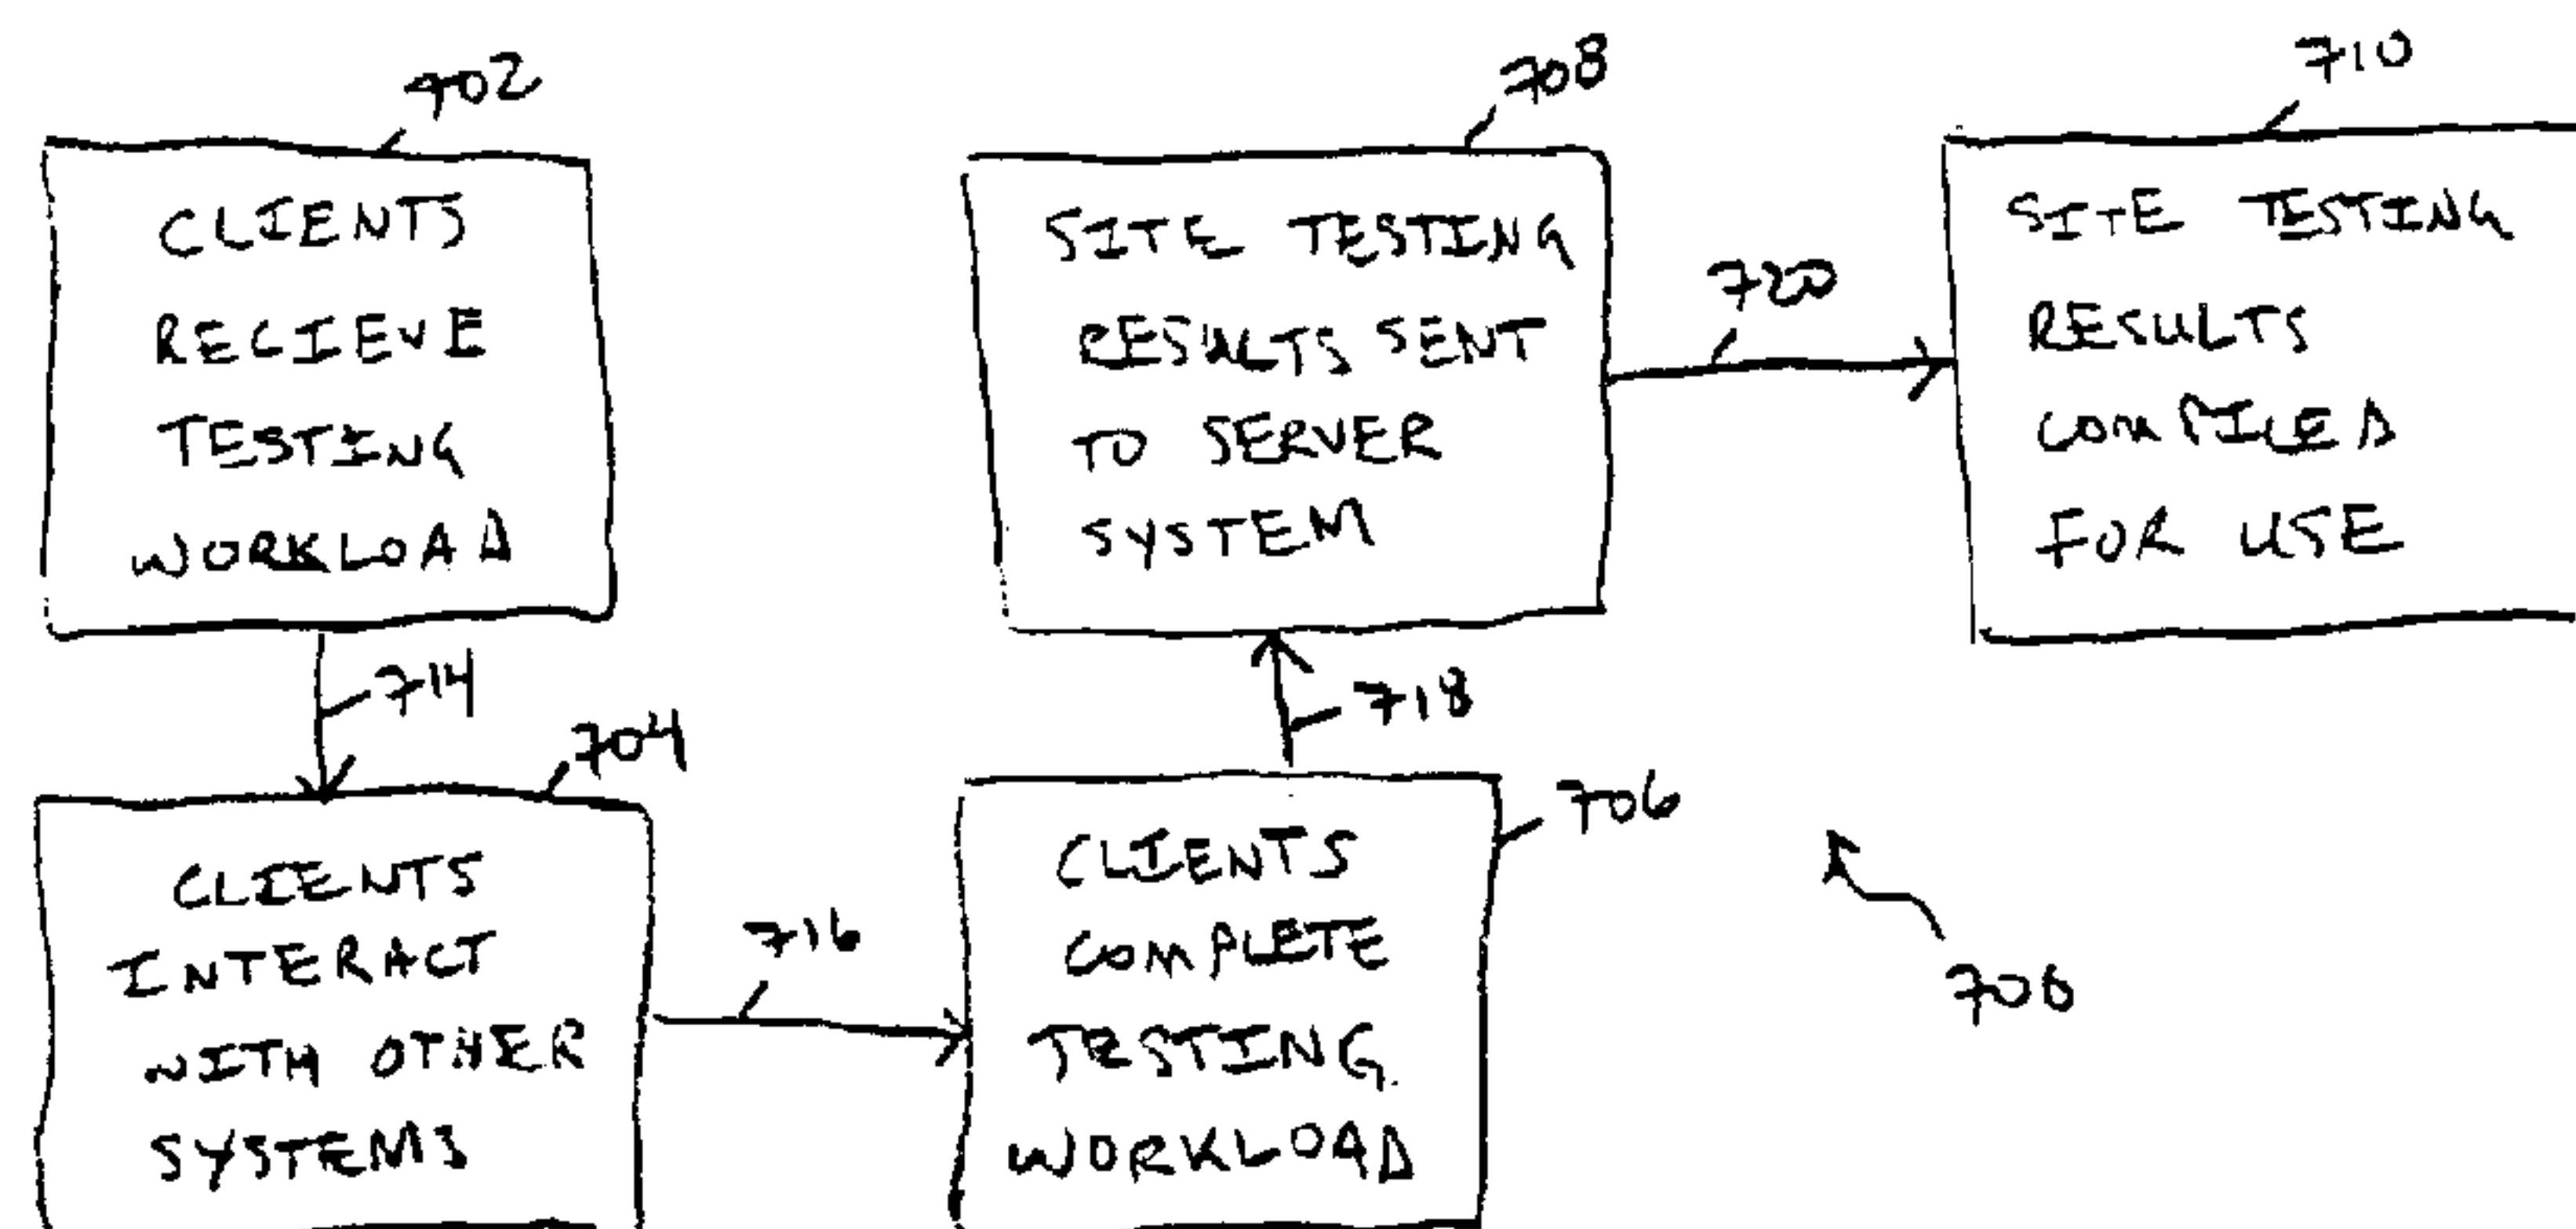 702
CLIENTS
RECIEVE
TESTING
WORKLOAD
714
704
CLIENTS
INTERACT
WITH OTHER
SYSTEMS
716
CLIENTS
COMPLETE
TESTING
WORKLOAD
706
718
708
SITE TESTING
RESULTS SENT
TO SERVER
SYSTEM
720
710
SITE TESTING
RESULTS
COMPILED
FOR USE
700